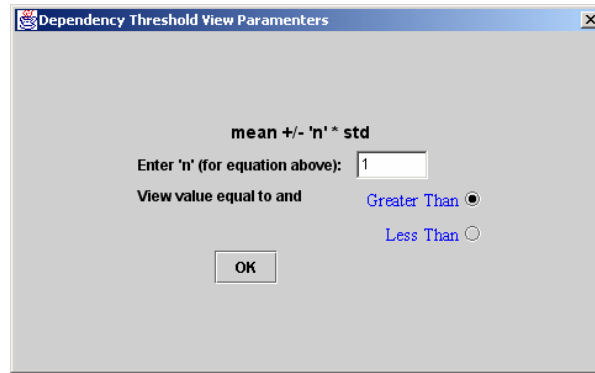 Dependency Threshold View Paramenters
mean +/- 'n' * std
Enter 'n' (for equation above): 1
View value equal to and Greater Than
Less Than
OK